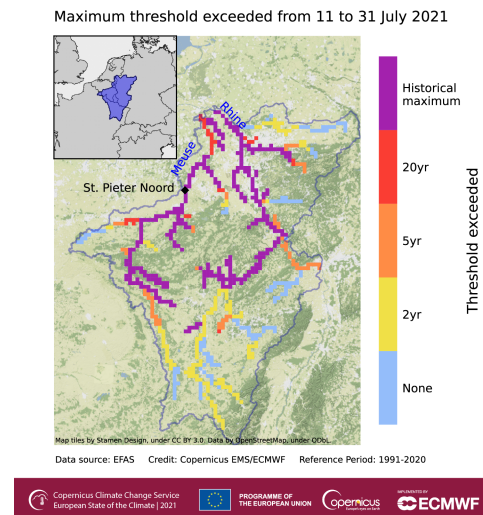 Maximum threshold exceeded from 11 to 31 July 2021
Rhine
Meuse
St. Pieter Noord
Historical
maximum
20yr
5yr
2yr
None
Threshold exceeded
Map tiles by Stamen Design, under CC BY 3.0. Data by OpenStreetMap, under ODbL
Data source: EFAS Credit: Copernicus EMS/ECMWF Reference Period: 1991-2020
Copernicus Climate Change Service
European State of the Climate | 2021
PROGRAMME OF
THE EUROPEAN UNION
opernicus
Europe's eyes on Earth
IMPLEMENTED BY
ECMWF